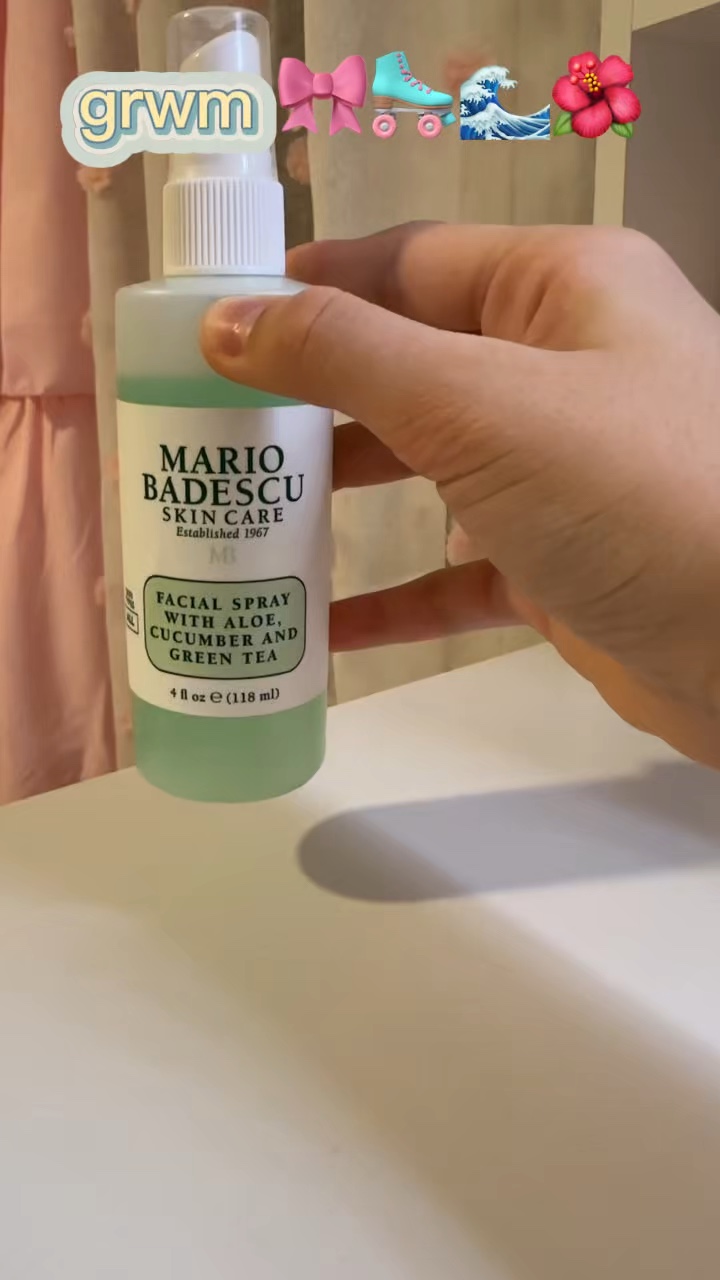 grwm
MARIO
BADESCU
SKIN CARE
Established 1967
MB
FACIAL SPRAY
WITH ALOE,
CUCUMBER AND
GREEN TEA
4 fl oz ℮ (118 ml)